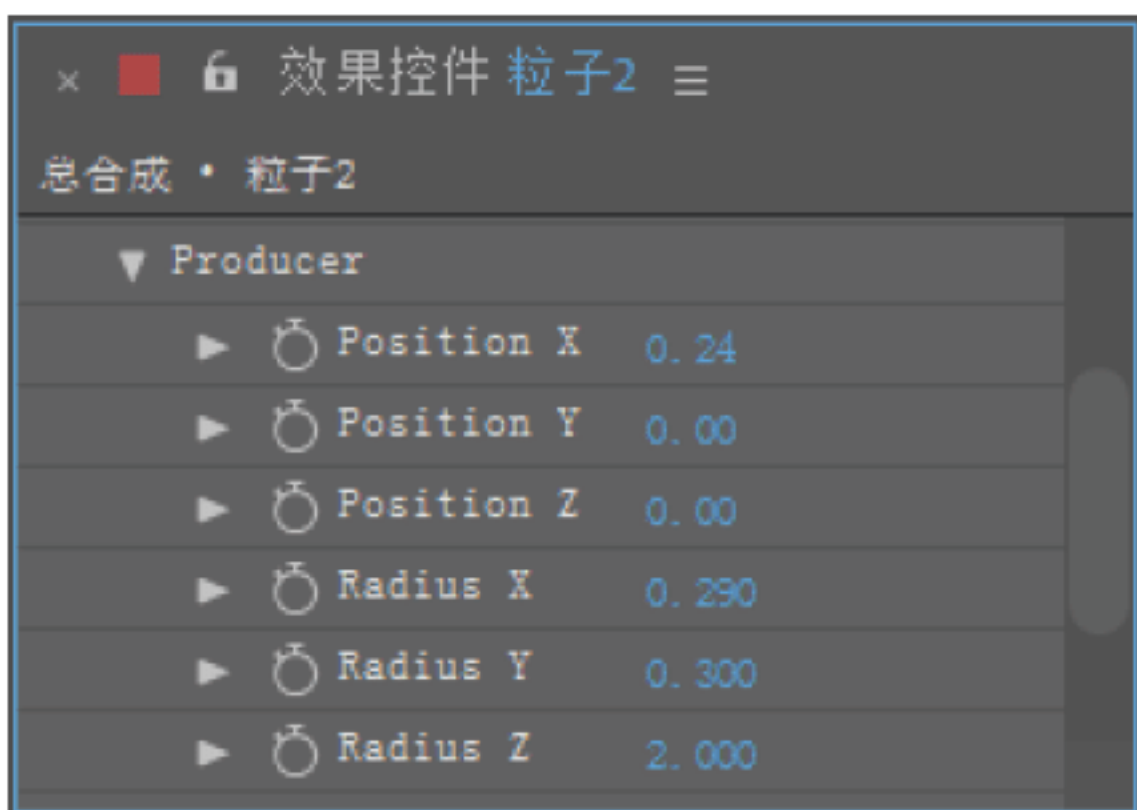 × 效果控件 粒子2 ≡
总合成 • 粒子2
Producer
Position X 0.24
Position Y 0.00
Position Z 0.00
Radius X 0.290
Radius Y 0.300
Radius Z 2.000